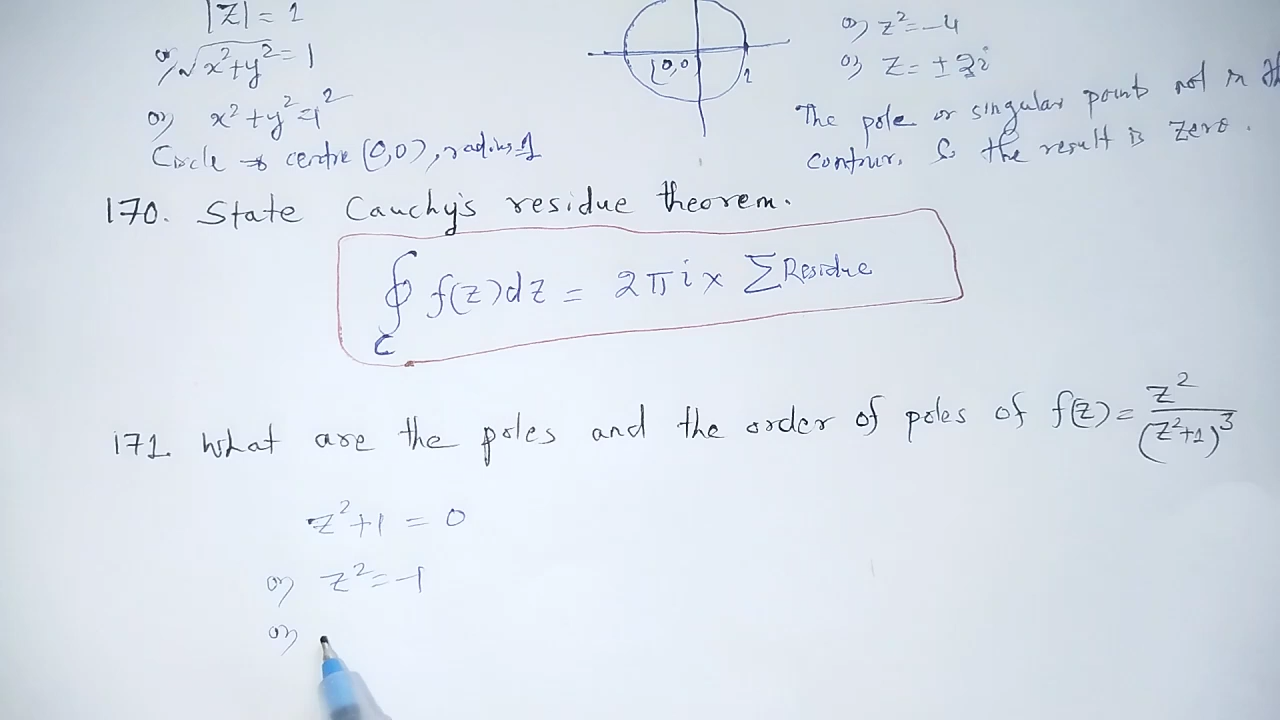 |Z| = 1
or, √x²+y² = 1
or, x²+y²=1²
Circle → centre (0,0), radius 1
(0,0)
1
or, z²=-4
or, z = ±2i
The pole or singular point not in the
contour. So the result is zero.
170. State Cauchy's residue theorem.
∮ f(z)dz = 2πi × ∑Residue
C
171. What are the poles and the order of poles of f(z) = z²/(z²+1)³
z²+1 = 0
or, z²=-1
or,